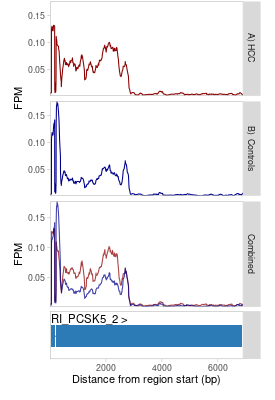 0.15
0.10
0.05
FPM
A) HCC
0.15
0.10
0.05
FPM
B) Controls
0.15
0.10
0.05
FPM
Combined
RI_PCSK5_2 >
2000 4000 6000
Distance from region start (bp)